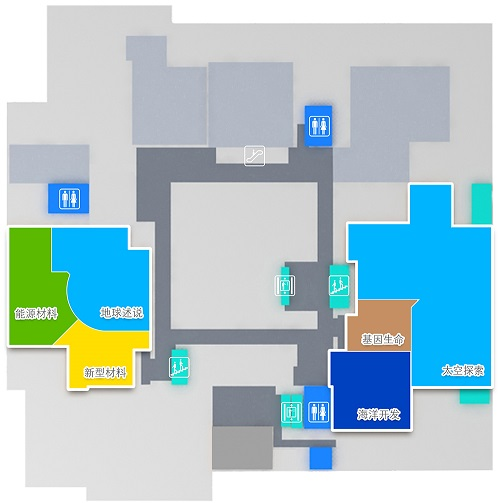 能源材料
地球述说
新型材料
基因生命
太空探索
海洋开发